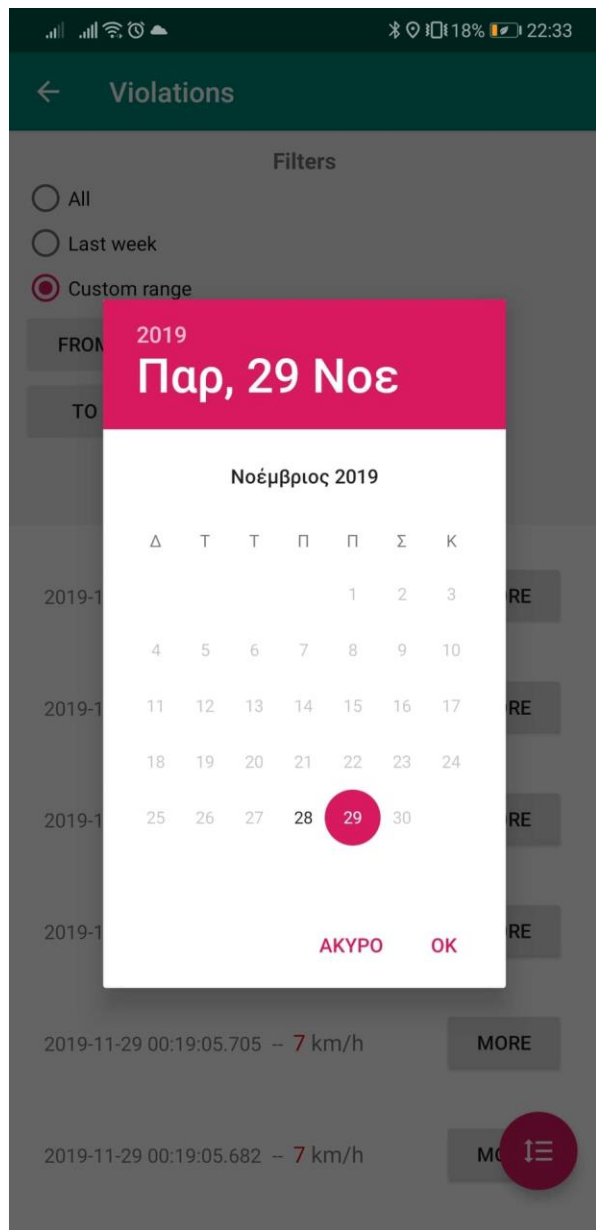 18% 22:33
Violations
Filters
All
Last week
Custom range
FROM
TO
2019
Παρ, 29 Νοε
Νοέμβριος 2019
Δ Τ Τ Π Π Σ Κ
1 2 3
4 5 6 7 8 9 10
11 12 13 14 15 16 17
18 19 20 21 22 23 24
25 26 27 28 29 30
ΑΚΥΡΟ OK
2019-1
RE
2019-1
RE
2019-1
RE
2019-1
RE
2019-11-29 00:19:05.705 -- 7 km/h MORE
2019-11-29 00:19:05.682 -- 7 km/h